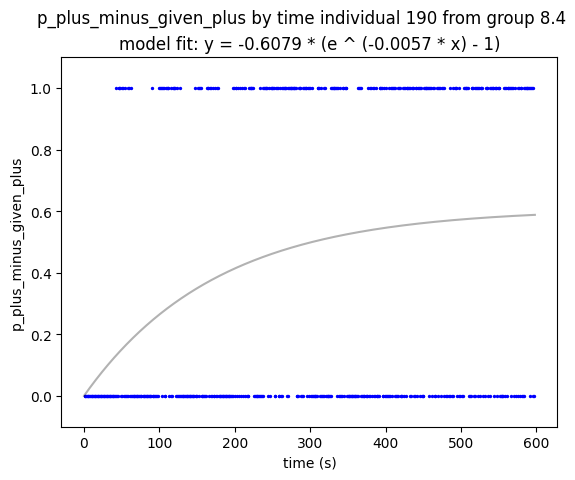 p_plus_minus_given_plus by time individual 190 from group 8.4
model fit: y = -0.6079 * (e ^ (-0.0057 * x) - 1)
1.0
0.8
0.6
0.4
0.2
0.0
p_plus_minus_given_plus
0 100 200 300 400 500 600
time (s)